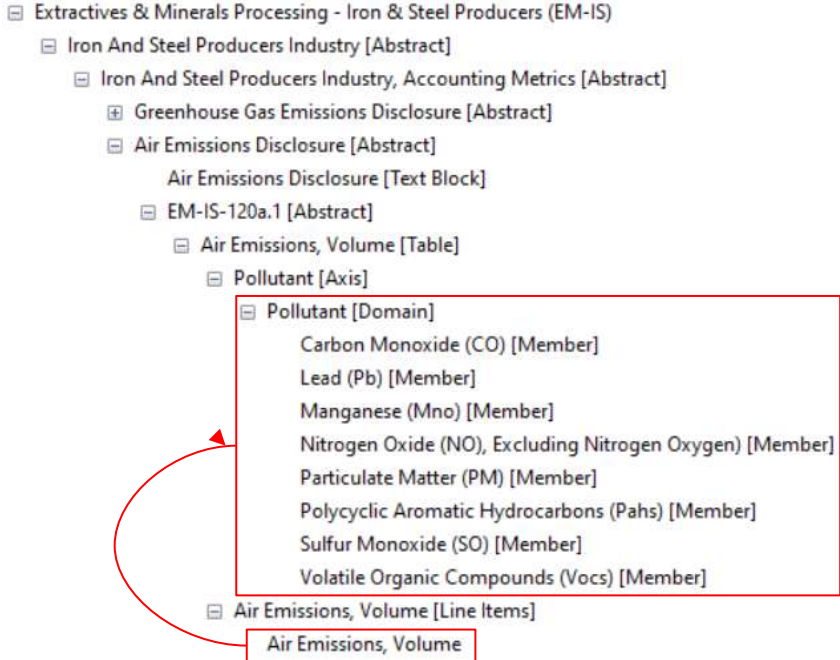 Extractives & Minerals Processing - Iron & Steel Producers (EM-IS)
Iron And Steel Producers Industry [Abstract]
Iron And Steel Producers Industry, Accounting Metrics [Abstract]
Greenhouse Gas Emissions Disclosure [Abstract]
Air Emissions Disclosure [Abstract]
Air Emissions Disclosure [Text Block]
EM-IS-120a.1 [Abstract]
Air Emissions, Volume [Table]
Pollutant [Axis]
Pollutant [Domain]
Carbon Monoxide (CO) [Member]
Lead (Pb) [Member]
Manganese (Mno) [Member]
Nitrogen Oxide (NO), Excluding Nitrogen Oxygen) [Member]
Particulate Matter (PM) [Member]
Polycyclic Aromatic Hydrocarbons (Pahs) [Member]
Sulfur Monoxide (SO) [Member]
Volatile Organic Compounds (Vocs) [Member]
Air Emissions, Volume [Line Items]
Air Emissions, Volume